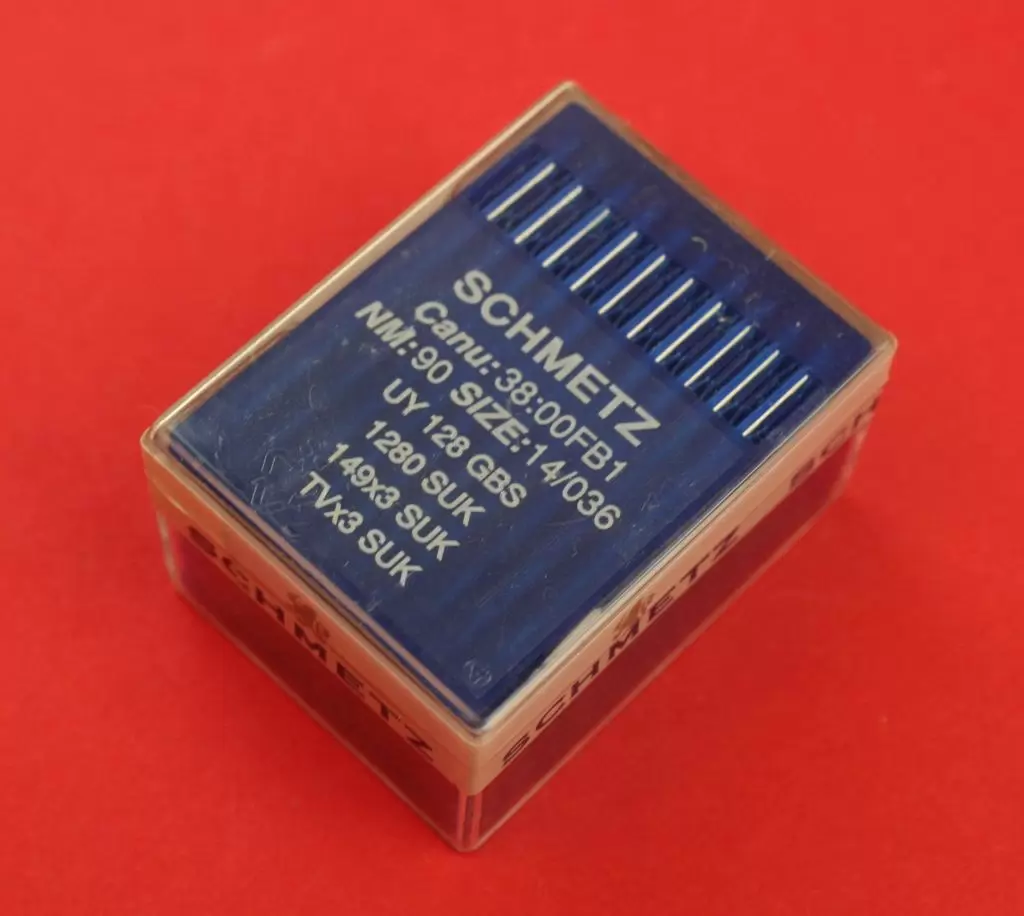 SCHMETZ
Canu: 38:00FB1
NM: 90 SIZE: 14/036
UY 128 GBS
1280 SUK
149x3 SUK
TVx3 SUK
SCHMETZ
SCHMETZ